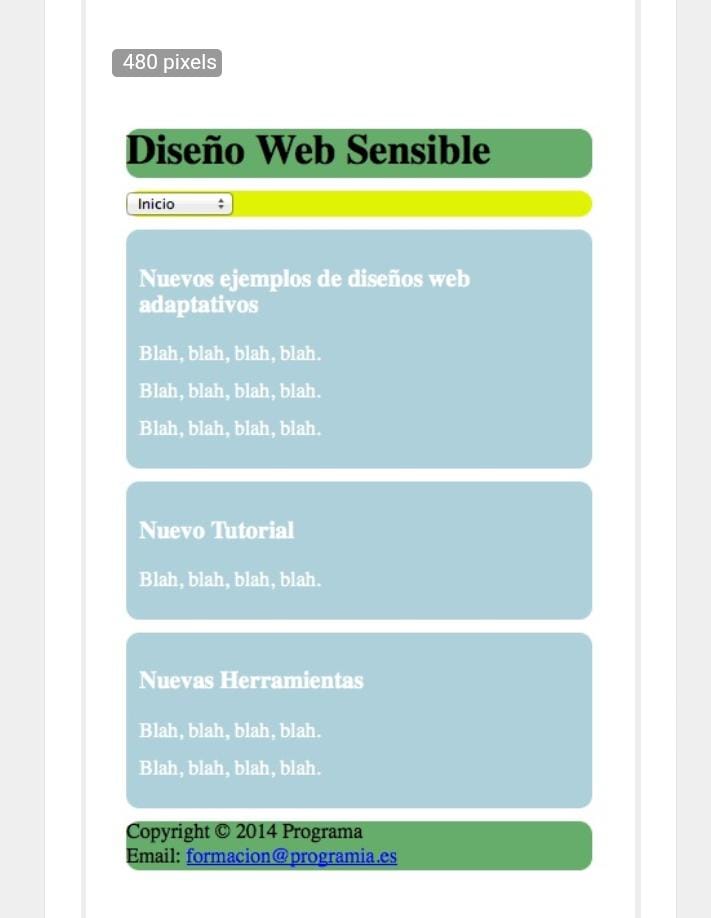 480 pixels
Diseño Web Sensible
Inicio
Nuevos ejemplos de diseños web
adaptativos
Blah, blah, blah, blah.
Blah, blah, blah, blah.
Blah, blah, blah, blah.
Nuevo Tutorial
Blah, blah, blah, blah.
Nuevas Herramientas
Blah, blah, blah, blah.
Blah, blah, blah, blah.
Copyright © 2014 Programa
Email: formacion@programia.es